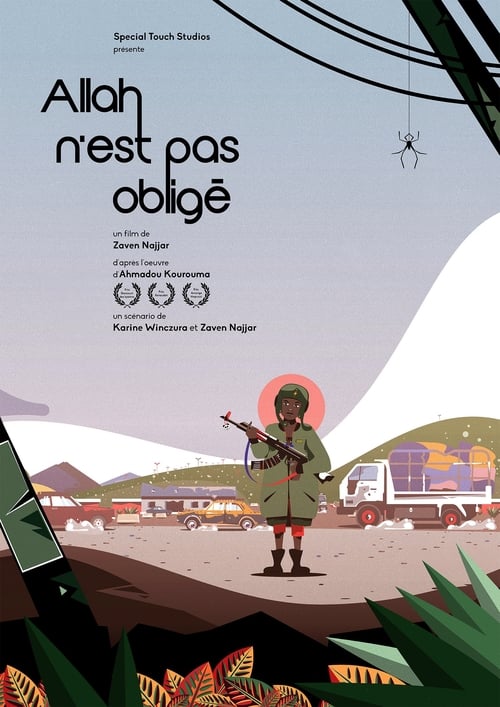 Special Touch Studios
présente
Allah
n'est pas
obligé
un film de
Zaven Najjar
d'après l'oeuvre
d'Ahmadou Kourouma
un scénario de
Karine Winczura et Zaven Najjar